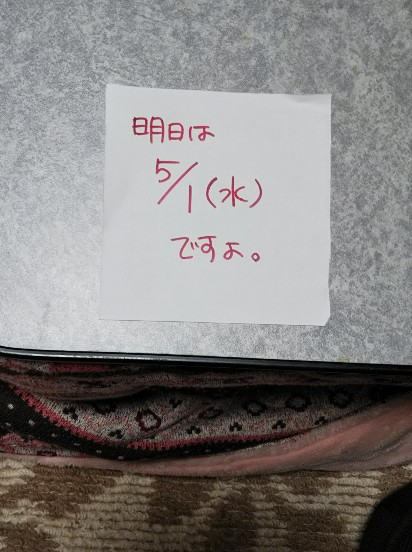 明日は
5/1(水)
ですよ。